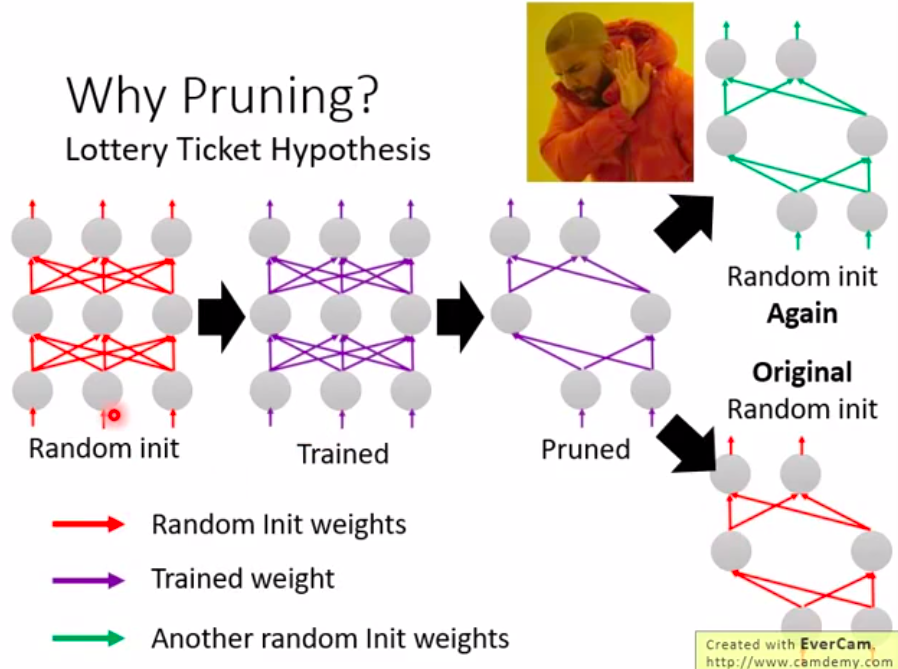 Why Pruning?
Lottery Ticket Hypothesis
Random init
Trained
Pruned
Random init
Again
Original
Random init
Random Init weights
Trained weight
Another random Init weights
Created with EverCam.
http://www.camdemy.com